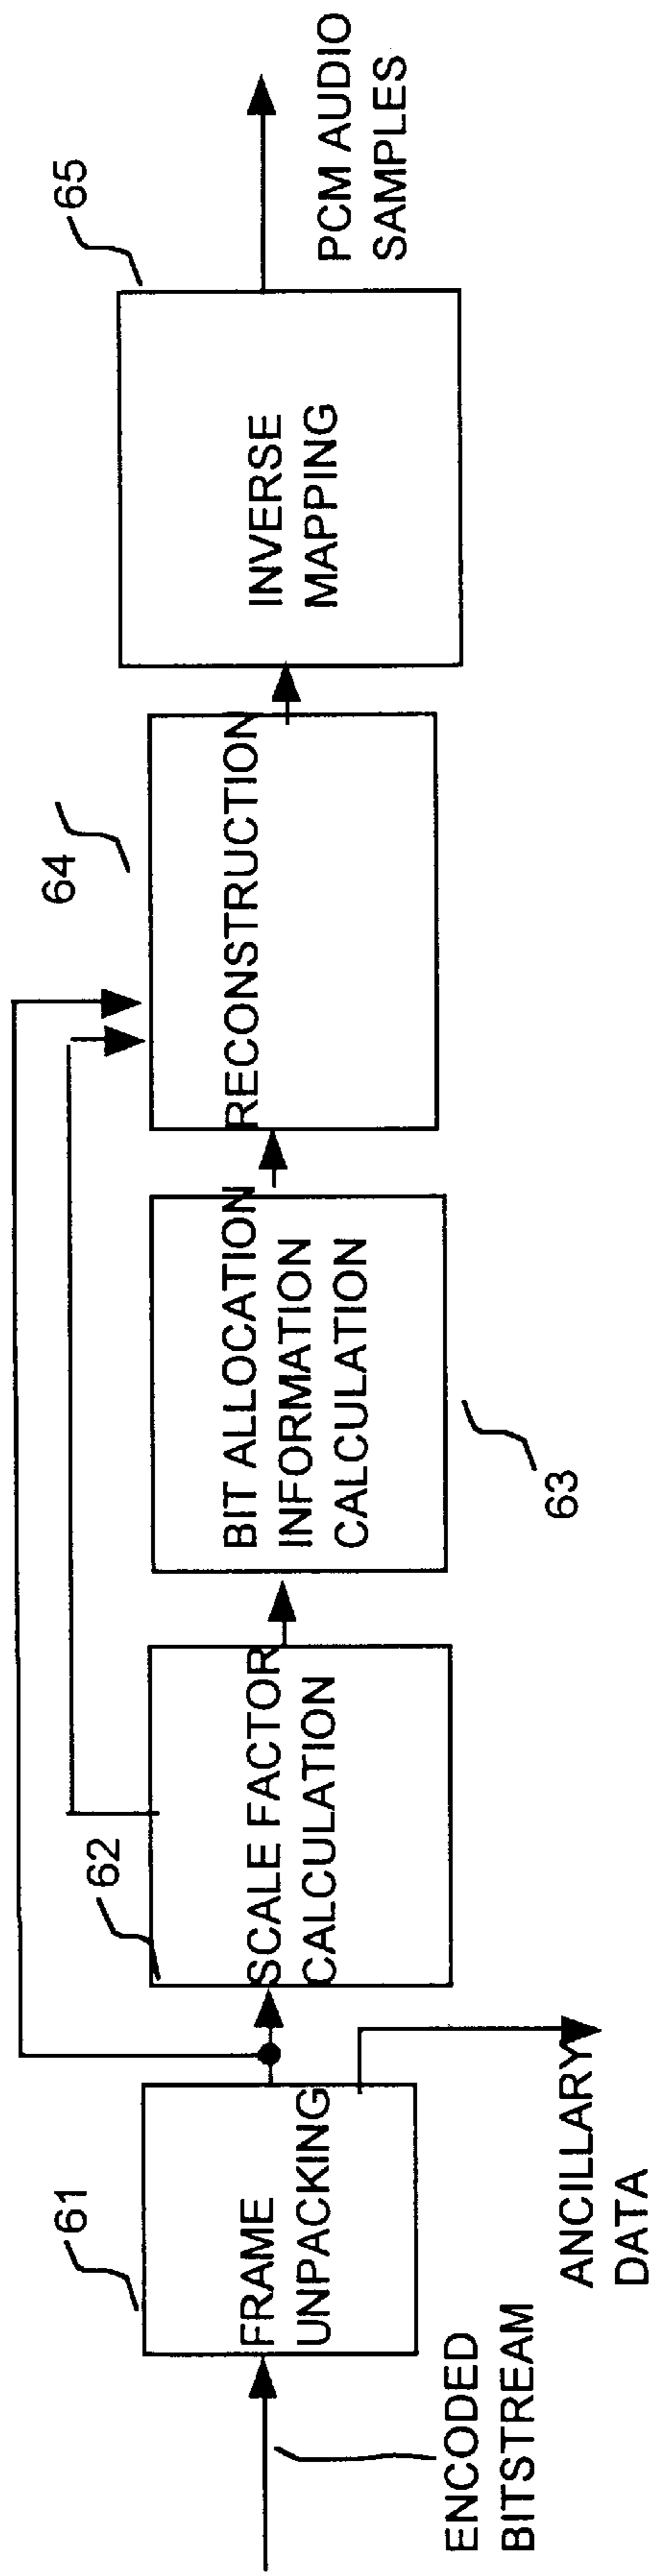 ENCODED
BITSTREAM
61
FRAME
UNPACKING
ANCILLARY
DATA
62
SCALE FACTOR
CALCULATION
63
BIT ALLOCATION
INFORMATION
CALCULATION
64
RECONSTRUCTION
65
INVERSE
MAPPING
PCM AUDIO
SAMPLES